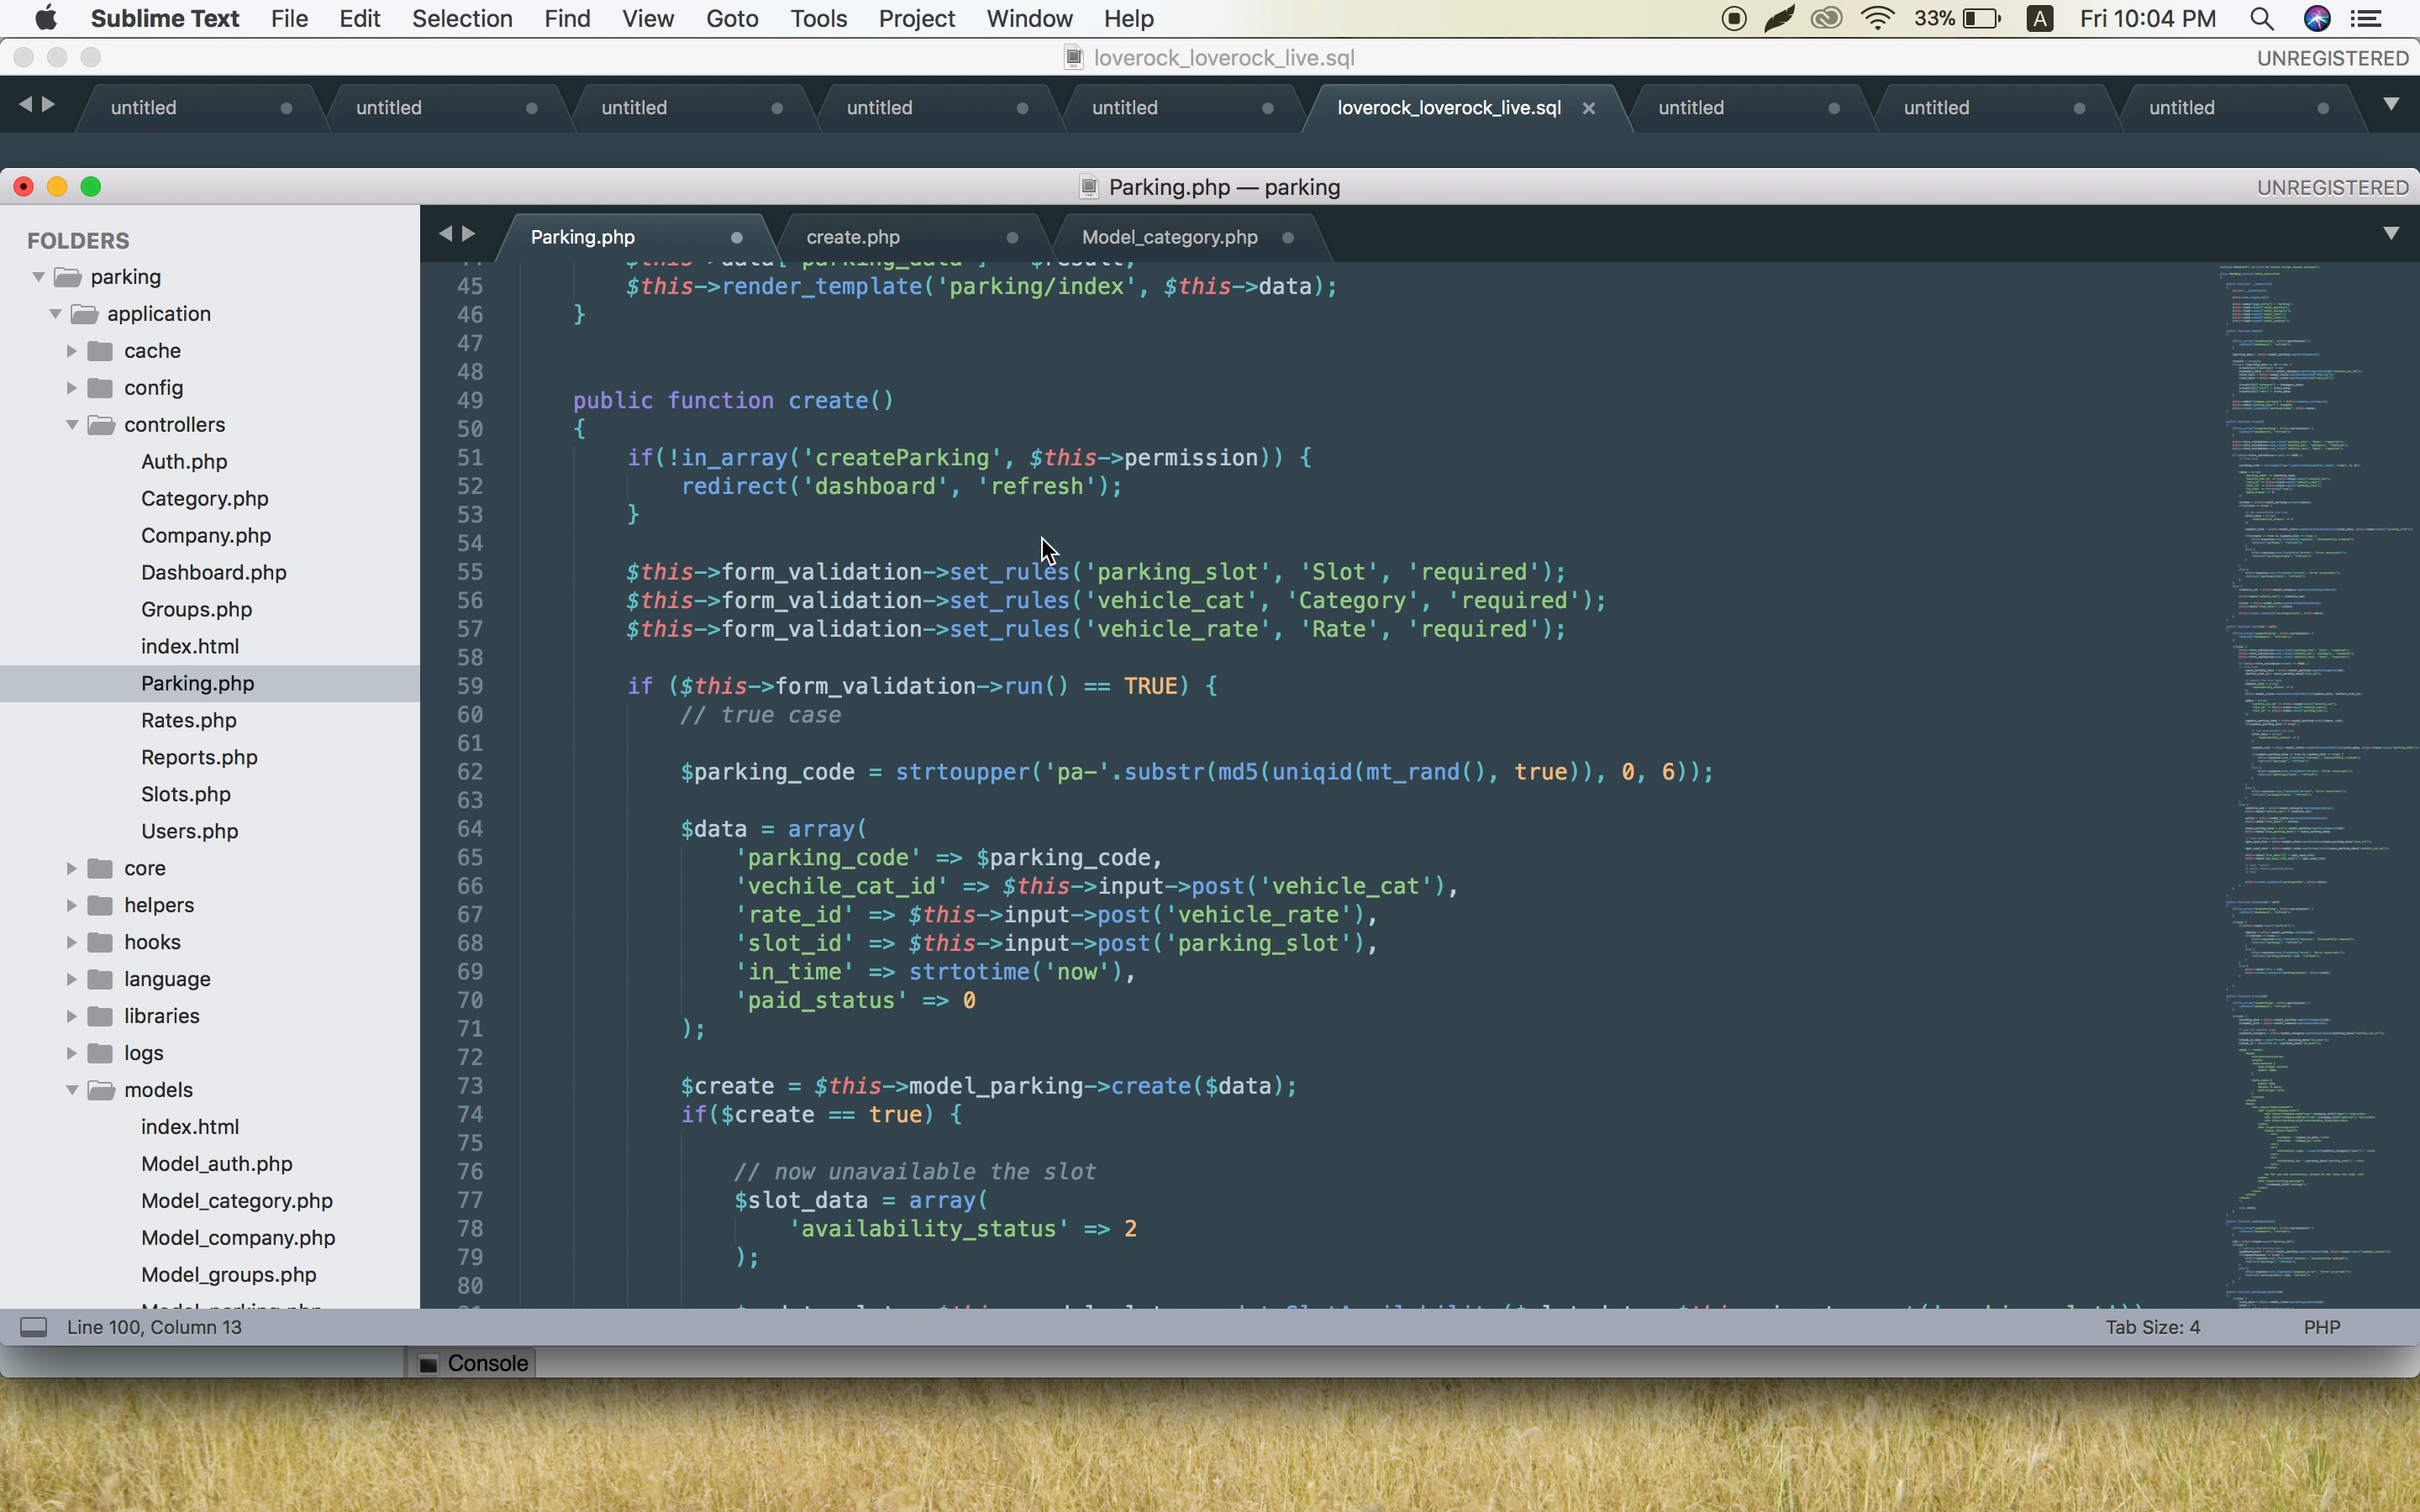 Sublime Text File Edit Selection Find View Goto Tools Project Window Help 33% A Fri 10:04 PM
loverock_loverock_live.sql UNREGISTERED
untitled untitled untitled untitled untitled loverock_loverock_live.sql untitled untitled untitled
Parking.php — parking UNREGISTERED
Parking.php create.php Model_category.php
FOLDERS
parking
application
cache
config
controllers
Auth.php
Category.php
Company.php
Dashboard.php
Groups.php
index.html
Parking.php
Rates.php
Reports.php
Slots.php
Users.php
core
helpers
hooks
language
libraries
logs
models
index.html
Model_auth.php
Model_category.php
Model_company.php
Model_groups.php
45 $this->render_template('parking/index', $this->data);
46 }
47
48
49 public function create()
50 {
51 if(!in_array('createParking', $this->permission)) {
52 redirect('dashboard', 'refresh');
53 }
54
55 $this->form_validation->set_rules('parking_slot', 'Slot', 'required');
56 $this->form_validation->set_rules('vehicle_cat', 'Category', 'required');
57 $this->form_validation->set_rules('vehicle_rate', 'Rate', 'required');
58
59 if ($this->form_validation->run() == TRUE) {
60 // true case
61
62 $parking_code = strtoupper('pa-'.substr(md5(uniqid(mt_rand(), true)), 0, 6));
63
64 $data = array(
65 'parking_code' => $parking_code,
66 'vechile_cat_id' => $this->input->post('vehicle_cat'),
67 'rate_id' => $this->input->post('vehicle_rate'),
68 'slot_id' => $this->input->post('parking_slot'),
69 'in_time' => strtotime('now'),
70 'paid_status' => 0
71 );
72
73 $create = $this->model_parking->create($data);
74 if($create == true) {
75
76 // now unavailable the slot
77 $slot_data = array(
78 'availability_status' => 2
79 );
80
Line 100, Column 13 Tab Size: 4 PHP
Console